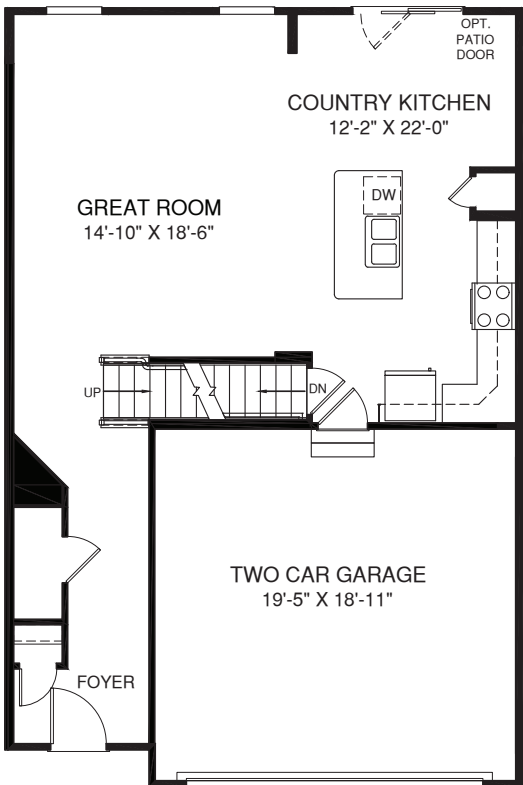 OPT.
PATIO
DOOR
COUNTRY KITCHEN
12'-2" X 22'-0"
DW
GREAT ROOM
14'-10" X 18'-6"
UP
DN
TWO CAR GARAGE
19'-5" X 18'-11"
FOYER